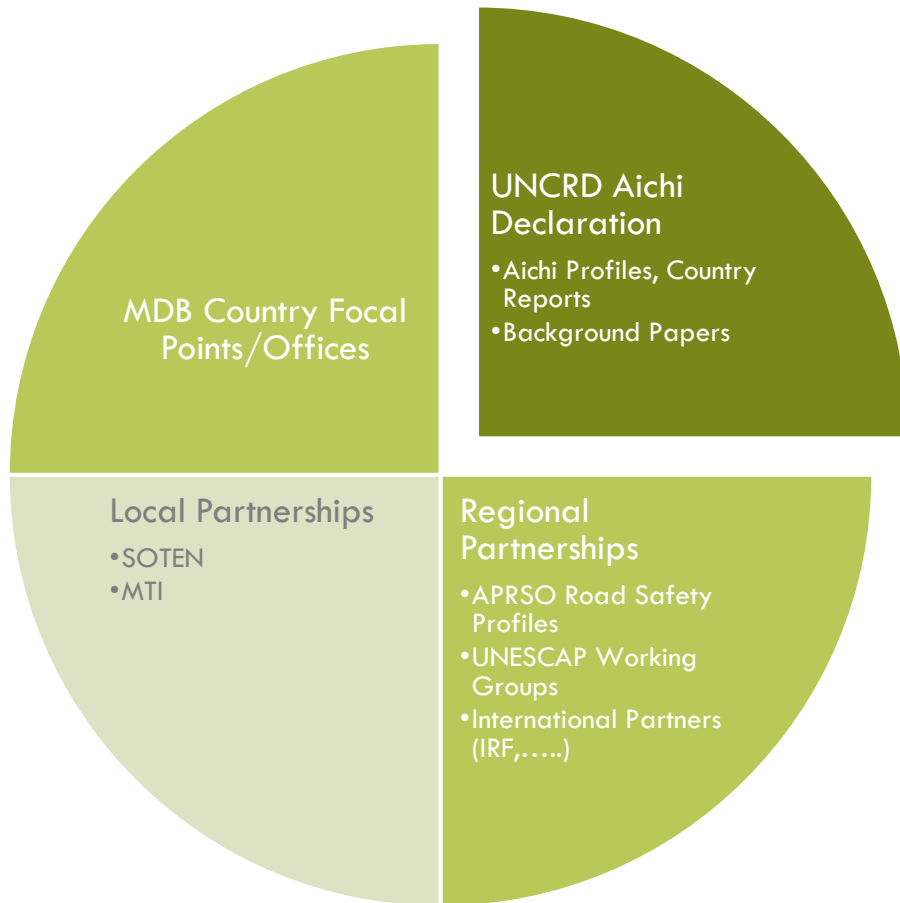 MDB Country Focal
Points/Offices
UNCRD Aichi
Declaration
•Aichi Profiles, Country
Reports
•Background Papers
Local Partnerships
•SOTEN
•MTI
Regional
Partnerships
•APRSO Road Safety
Profiles
•UNESCAP Working
Groups
•International Partners
(IRF,.....)